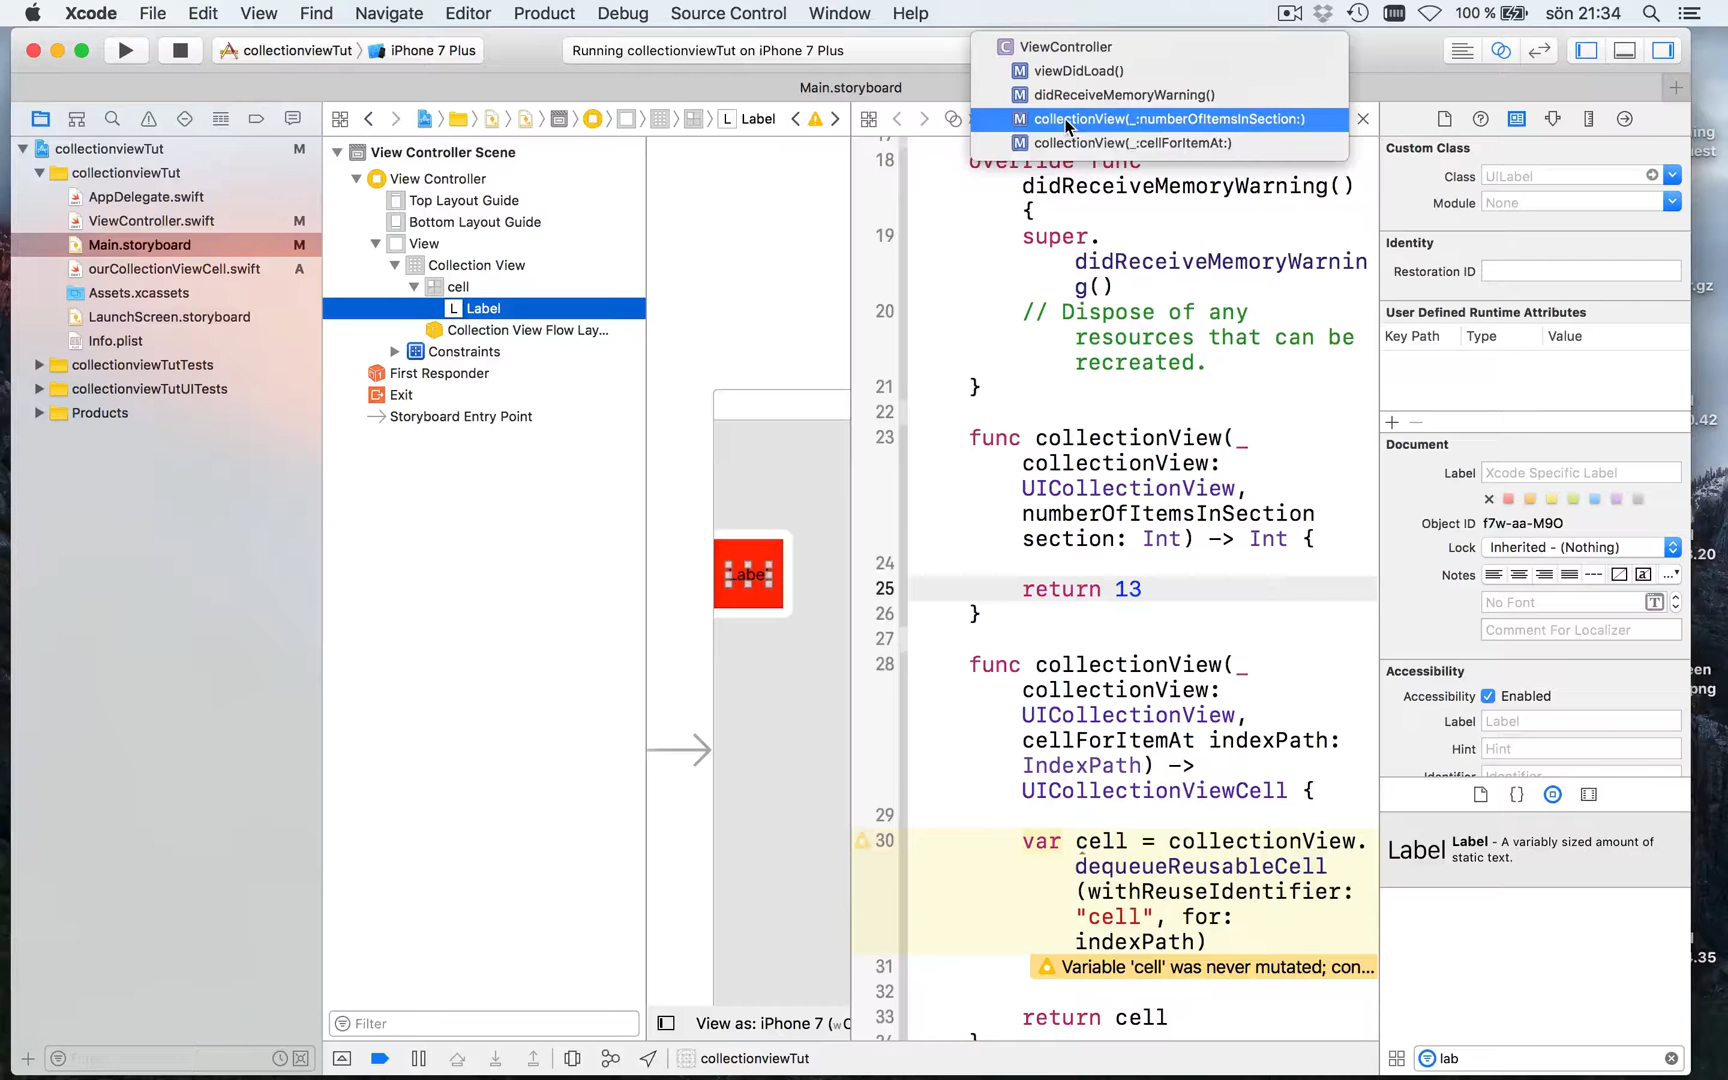 Xcode File Edit View Find Navigate Editor Product Debug Source Control Window Help 100 % sön 21:34
collectionviewTut iPhone 7 Plus Running collectionviewTut on iPhone 7 Plus
ViewController
viewDidLoad()
didReceiveMemoryWarning()
collectionView(_:numberOfItemsInSection:)
collectionView(_:cellForItemAt:)
Main.storyboard
Label
collectionviewTut M
collectionviewTut
AppDelegate.swift
ViewController.swift M
Main.storyboard M
ourCollectionViewCell.swift A
Assets.xcassets
LaunchScreen.storyboard
Info.plist
collectionviewTutTests
collectionviewTutUITests
Products
View Controller Scene
View Controller
Top Layout Guide
Bottom Layout Guide
View
Collection View
cell
L Label
Collection View Flow Lay...
Constraints
First Responder
Exit
Storyboard Entry Point
Filter
View as: iPhone 7 (wC
18 override func
didReceiveMemoryWarning()
{
19 super.
didReceiveMemoryWarnin
g()
20 // Dispose of any
resources that can be
recreated.
21 }
22
23 func collectionView(_
collectionView:
UICollectionView,
numberOfItemsInSection
section: Int) -> Int {
24
25 return 13
26 }
27
28 func collectionView(_
collectionView:
UICollectionView,
cellForItemAt indexPath:
IndexPath) ->
UICollectionViewCell {
29
30 var cell = collectionView.
dequeueReusableCell
(withReuseIdentifier:
"cell", for:
indexPath)
31 Variable 'cell' was never mutated; con...
32
33 return cell
collectionviewTut
Custom Class
Class UILabel
Module None
Identity
Restoration ID
User Defined Runtime Attributes
Key Path Type Value
Document
Label Xcode Specific Label
Object ID f7w-aa-M9O
Lock Inherited - (Nothing)
Notes
No Font
Comment For Localizer
Accessibility
Accessibility Enabled
Label Label
Hint Hint
Label Label - A variably sized amount of
static text.
lab